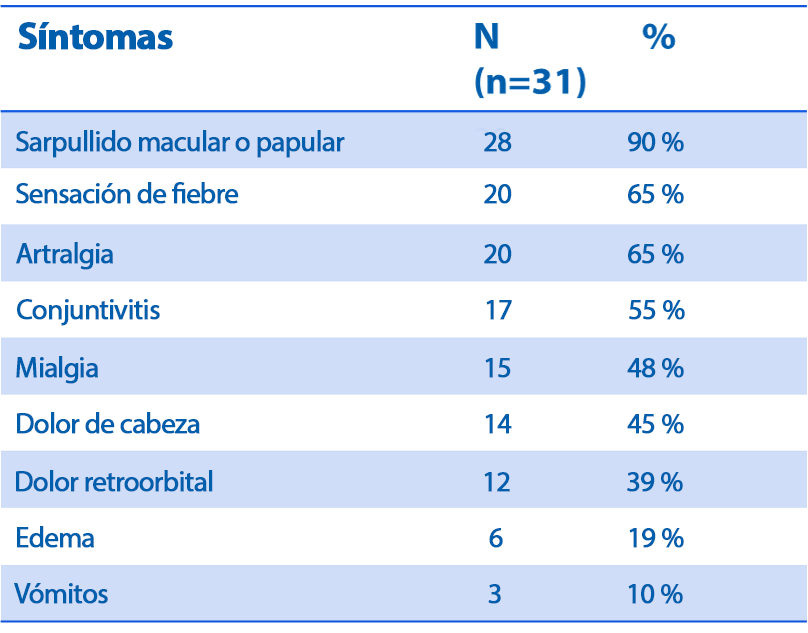 Síntomas N %
(n=31)
Sarpullido macular o papular 28 90 %
Sensación de fiebre 20 65 %
Artralgia 20 65 %
Conjuntivitis 17 55 %
Mialgia 15 48 %
Dolor de cabeza 14 45 %
Dolor retroorbital 12 39 %
Edema 6 19 %
Vómitos 3 10 %